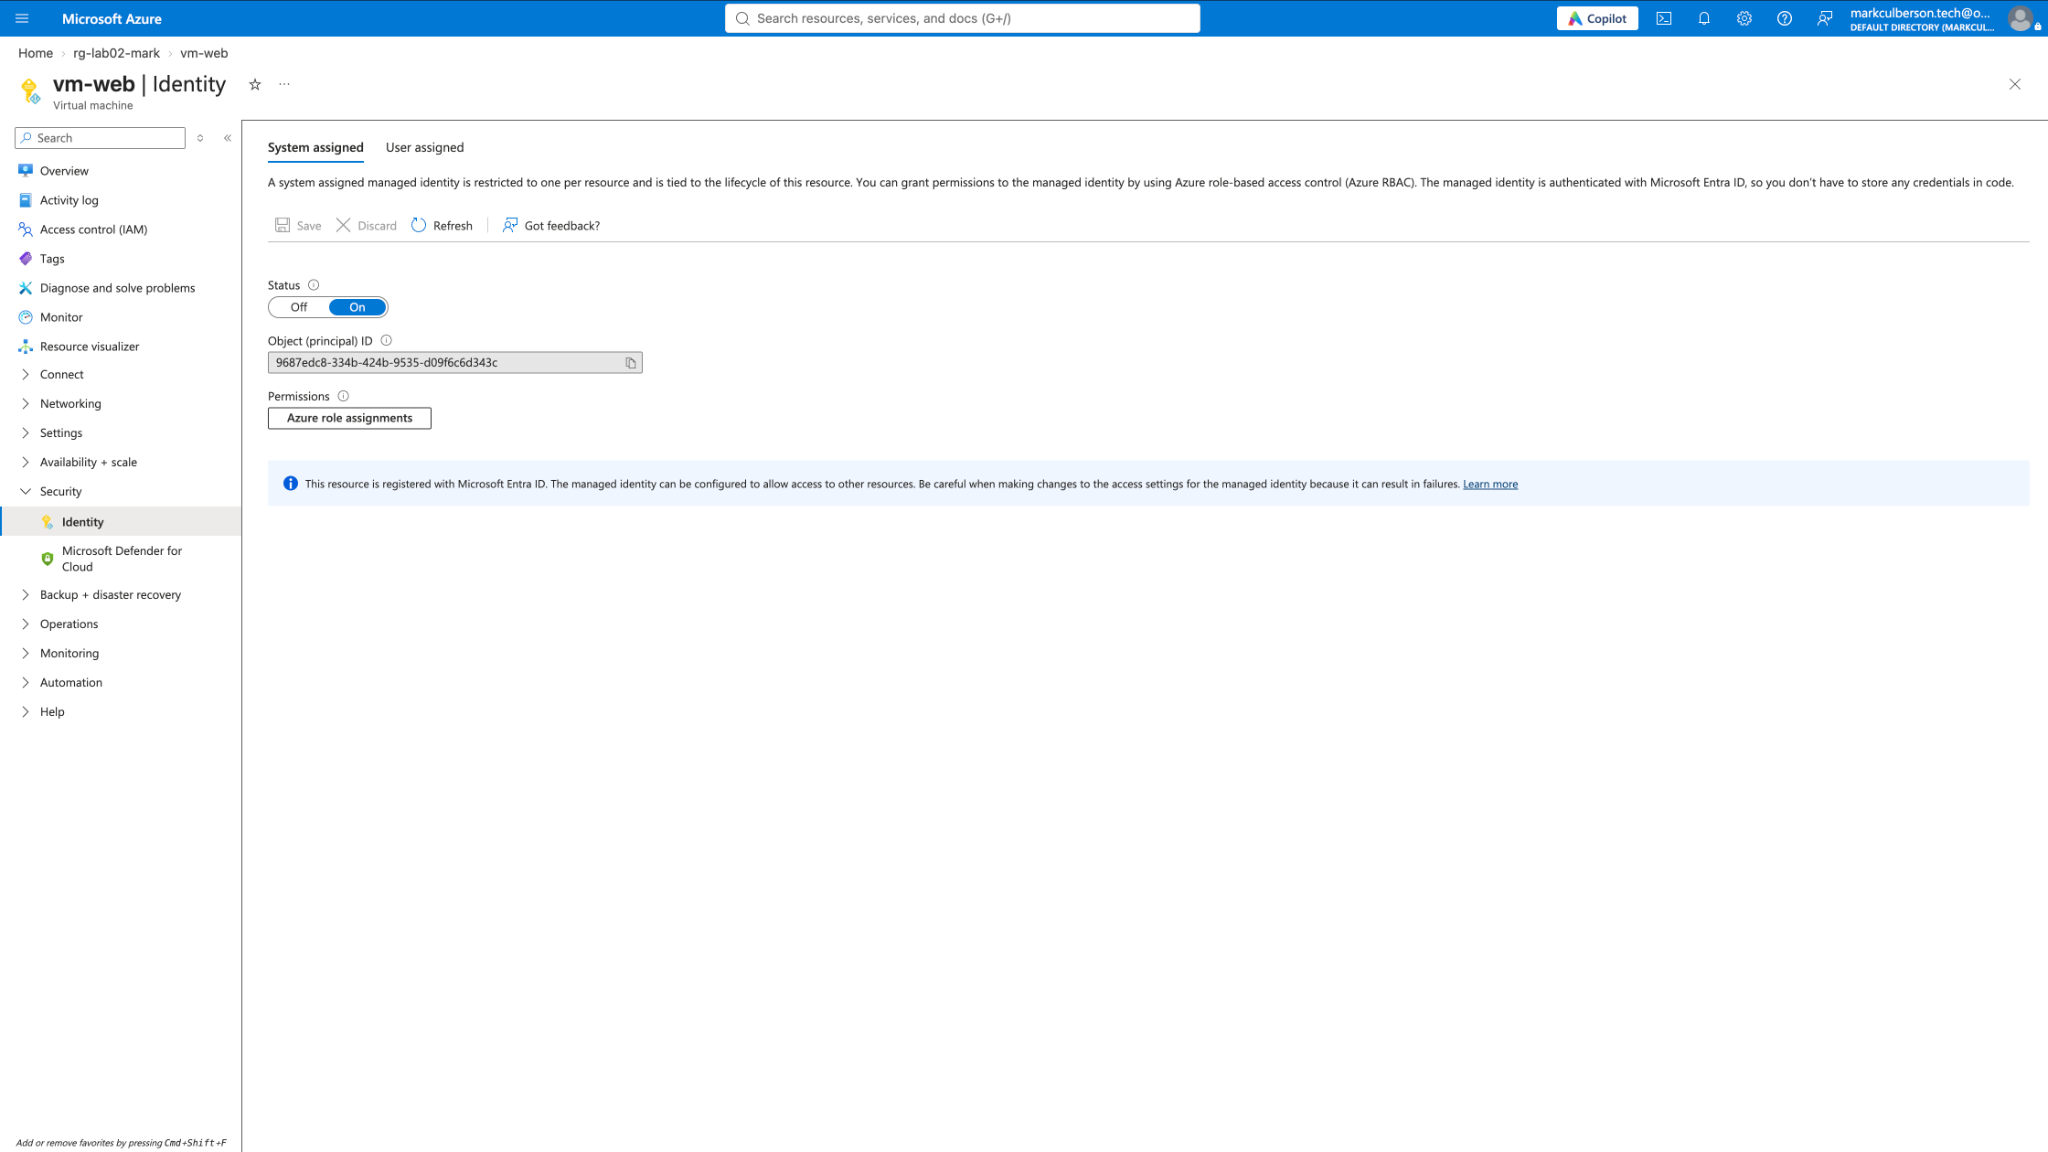 Microsoft Azure
Search resources, services, and docs (G+/)
Copilot
markculberson.tech@o...
DEFAULT DIRECTORY (MARKCUL...
Home › rg-lab02-mark › vm-web
vm-web | Identity
Virtual machine
Search
Overview
Activity log
Access control (IAM)
Tags
Diagnose and solve problems
Monitor
Resource visualizer
Connect
Networking
Settings
Availability + scale
Security
Identity
Microsoft Defender for
Cloud
Backup + disaster recovery
Operations
Monitoring
Automation
Help
Add or remove favorites by pressing Cmd+Shift+F
System assigned User assigned
A system assigned managed identity is restricted to one per resource and is tied to the lifecycle of this resource. You can grant permissions to the managed identity by using Azure role-based access control (Azure RBAC). The managed identity is authenticated with Microsoft Entra ID, so you don't have to store any credentials in code.
Save Discard Refresh Got feedback?
Status
Off On
Object (principal) ID
9687edc8-334b-424b-9535-d09f6c6d343c
Permissions
Azure role assignments
This resource is registered with Microsoft Entra ID. The managed identity can be configured to allow access to other resources. Be careful when making changes to the access settings for the managed identity because it can result in failures. Learn more